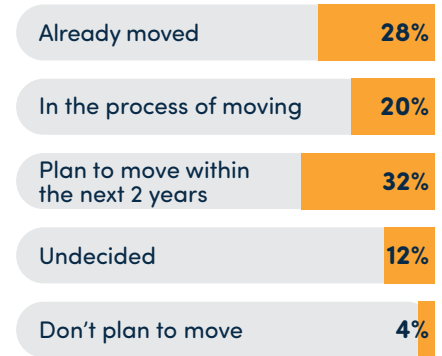 Already moved 28%
In the process of moving 20%
Plan to move within
the next 2 years 32%
Undecided 12%
Don’t plan to move 4%